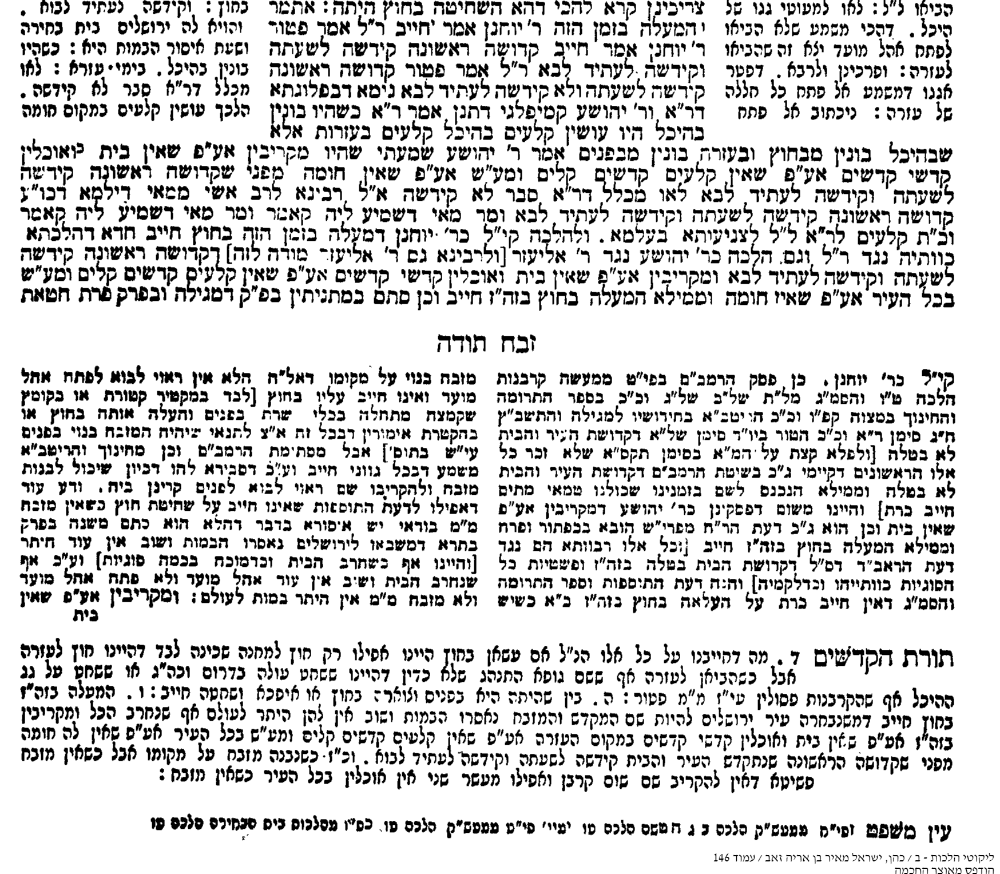 צריכינן קרא להכי דהא השחיטה בחוץ היתה: אתמר
המעלה בזמן הזה ר' יוחנן אמר חייב ר"ל אמר פטור
ר' יוחנן אמר חייב קדושה ראשונה קידשה לשעתה
וקידשה לעתיד לבא ר"ל אמר פטור קדושה ראשונה
קידשה לשעתה ולא קידשה לעתיד לבא נימא דבפלוגתא
דר"א ור' יהושע קמיפלגי דתנן אמר ר"א כשהיו בונין
בהיכל היו עושין קלעים בהיכל קלעים בעזרות אלא
הביאו ל"ל: לאו למעוטי גגו של
היכל. דהכי משמע שלא הביאו
לפתח אהל מועד יצא זה שהביאו
לעזרה: ופרכינן ולרבא. דפטר
אגגו דמשמע אל פתח כל חללה
של עזרה: ניכתוב אל פתח
בחוץ: וקידשה לעתיד לבוא.
והויא לה ירושלים בית בחירה
ושעת איסור הבמות היא: כשהיו
בונין בהיכל. בימי עזרא: לאו
מכלל דר"א סבר לא קידשה.
הלכך עושין קלעים במקום חומה
שבהיכל בונין מבחוץ ובעזרה בונין מבפנים אמר ר' יהושע שמעתי שהיו מקריבין אע"פ שאין בית ואוכלין
קדשי קדשים אע"פ שאין קלעים קדשים קלים ומע"ש אע"פ שאין חומה מפני שקדושה ראשונה קידשה
לשעתה וקידשה לעתיד לבא לאו מכלל דר"א סבר לא קידשה א"ל רבינא לרב אשי ממאי דילמא דכו"ע
קדושה ראשונה קידשה לשעתה וקידשה לעתיד לבא ומר מאי דשמיע ליה קאמר ומר מאי דשמיע ליה קאמר
וכ"ת קלעים לר"א ל"ל לצניעותא בעלמא. ולהלכה קי"ל כר' יוחנן דמעלה בזמן הזה בחוץ חייב חדא דהלכתא
כוותיה נגד ר"ל וגם הלכה כר' יהושע נגד ר' אליעזר [ולרבינא גם ר' אליעזר מודה לזה] דקדושה ראשונה קידשה
לשעתה וקידשה לעתיד לבא ומקריבין אע"פ שאין בית ואוכלין קדשי קדשים אע"פ שאין קלעים קדשים קלים ומע"ש
בכל העיר אע"פ שאין חומה וממילא המעלה בחוץ בזה"ז חייב וכן סתם במתניתין בפ"ק דמגילה ובפרק פרת חטאת
זבח תודה
קי"ל כר' יוחנן. כן פסק הרמב"ם בפי"ט ממעשה קרבנות
הלכה ט"ו והסמ"ג מל"ת של"ב של"ג וכ"כ בספר התרומה
והחינוך במצוה קפ"ו וכ"כ הריטב"א בחידושיו למגילה והתשב"ץ
ח"ג סימן ר"א וכ"כ הטור ביו"ד סימן של"א דקדושת העיר והבית
לא בטלה [ולפלא קצת על המ"א בסימן תקס"א שלא זכר כל
אלו הראשונים דקיימי ג"כ בשיטת הרמב"ם דקדושת העיר והבית
לא בטלה וממילא הנכנס לשם בזמנינו שכולנו טמאי מתים
חייב כרת] והיינו משום דפסקינן כר' יהושע דמקריבין אע"פ
שאין בית וכן הוא ג"כ דעת הר"ח מפרי"ש הובא בכפתור ופרח
וממילא המעלה בחוץ בזה"ז חייב [וכל אלו רבוותא הם נגד
דעת הראב"ד דס"ל דקדושת הבית בטלה בזה"ז ופשטיות כל
הסוגיות כוותייהו וכדלקמיה] והנה דעת התוספות וספר התרומה
והסמ"ג דאין חייב כרת על העלאה בחוץ בזה"ז כ"א כשיש
מזבח בנוי על מקומו דאל"ה הלא אין ראוי לבוא לפתח אהל
מועד ואינו חייב עליו בחוץ [לבד במקטיר קטורת או בקומץ
שקמצה מתחלה בכלי שרת בפנים והעלה אותה בחוץ או
בהקטרת אימורין דבכל זה א"צ לתנאי שיהיה המזבח בנוי בפנים
עי"ש בתוס'] אבל מסתימת הרמב"ם וכן מחינוך והריטב"א
משמע דבכל גווני חייב וע"כ דסבירא להו דכיון שיכול לבנות
מזבח ולהקריבו שם ראוי לבוא לפנים קרינן ביה. ודע עוד
דאפילו לדעת התוספות שאינו חייב על שחיטת חוץ כשאין מזבח
מ"מ בודאי יש איסורא בדבר דהלא הוא כתם משנה בפרק
בתרא דמשבאו לירושלים נאסרו הבמות ושוב אין עוד היתר
[והיינו אף כשחרב הבית וכדמוכח בכמה סוגיות] וע"כ אף
שנחרב הבית ושוב אין עוד אהל מועד ולא פתח אהל מועד
ולא מזבח מ"מ אין היתר במות לעולם: ומקריבין אע"פ שאין
בית
תורת הקדשים ד. מה דחייבנו על כל אלו הנ"ל אם עשאן בחוץ היינו אפילו רק חוץ למחנה שכינה לבד דהיינו חוץ לעזרה
אבל כשהביאן לעזרה אף ששם גופא התנהג שלא כדין דהיינו ששחט עולה בדרום וכה"ג או ששחט על גג
ההיכל אף שהקרבנות פסולין עי"ז מ"מ פטור: ה. בין שהיתה היא בפנים וצוארה בחוץ או איפכא ושחטה חייב: ו. המעלה בזה"ז
בחוץ חייב דמשנבחרה עיר ירושלים להיות שם המקדש והמזבח נאסרו הבמות ושוב אין להן היתר לעולם אף שנחרב הכל ומקריבין
בזה"ז אע"פ שאין בית ואוכלין קדשי קדשים במקום העזרה אע"פ שאין קלעים קדשים קלים ומע"ש בכל העיר אע"פ שאין לה חומה
מפני שקדושה הראשונה שנתקדש העיר והבית קידשה לשעתה וקידשה לעתיד לבוא. וכ"ז כשנבנה מזבח על מקומו אבל כשאין מזבח
פשיטא דאין להקריב שם שום קרבן ואפילו מעשר שני אין אוכלין בכל העיר כשאין מזבח:
עין משפט זפי"ח ממעש"ק הלכה ב ג חמשם הלכה טו ימיי' פי"ט ממעש"ק הלכה טו כפ"ו מהלכות בית הבחירה הלכה טו
ליקוטי הלכות - ב / כהן, ישראל מאיר בן אריה זאב / עמוד 146
הודפס מאוצר החכמה